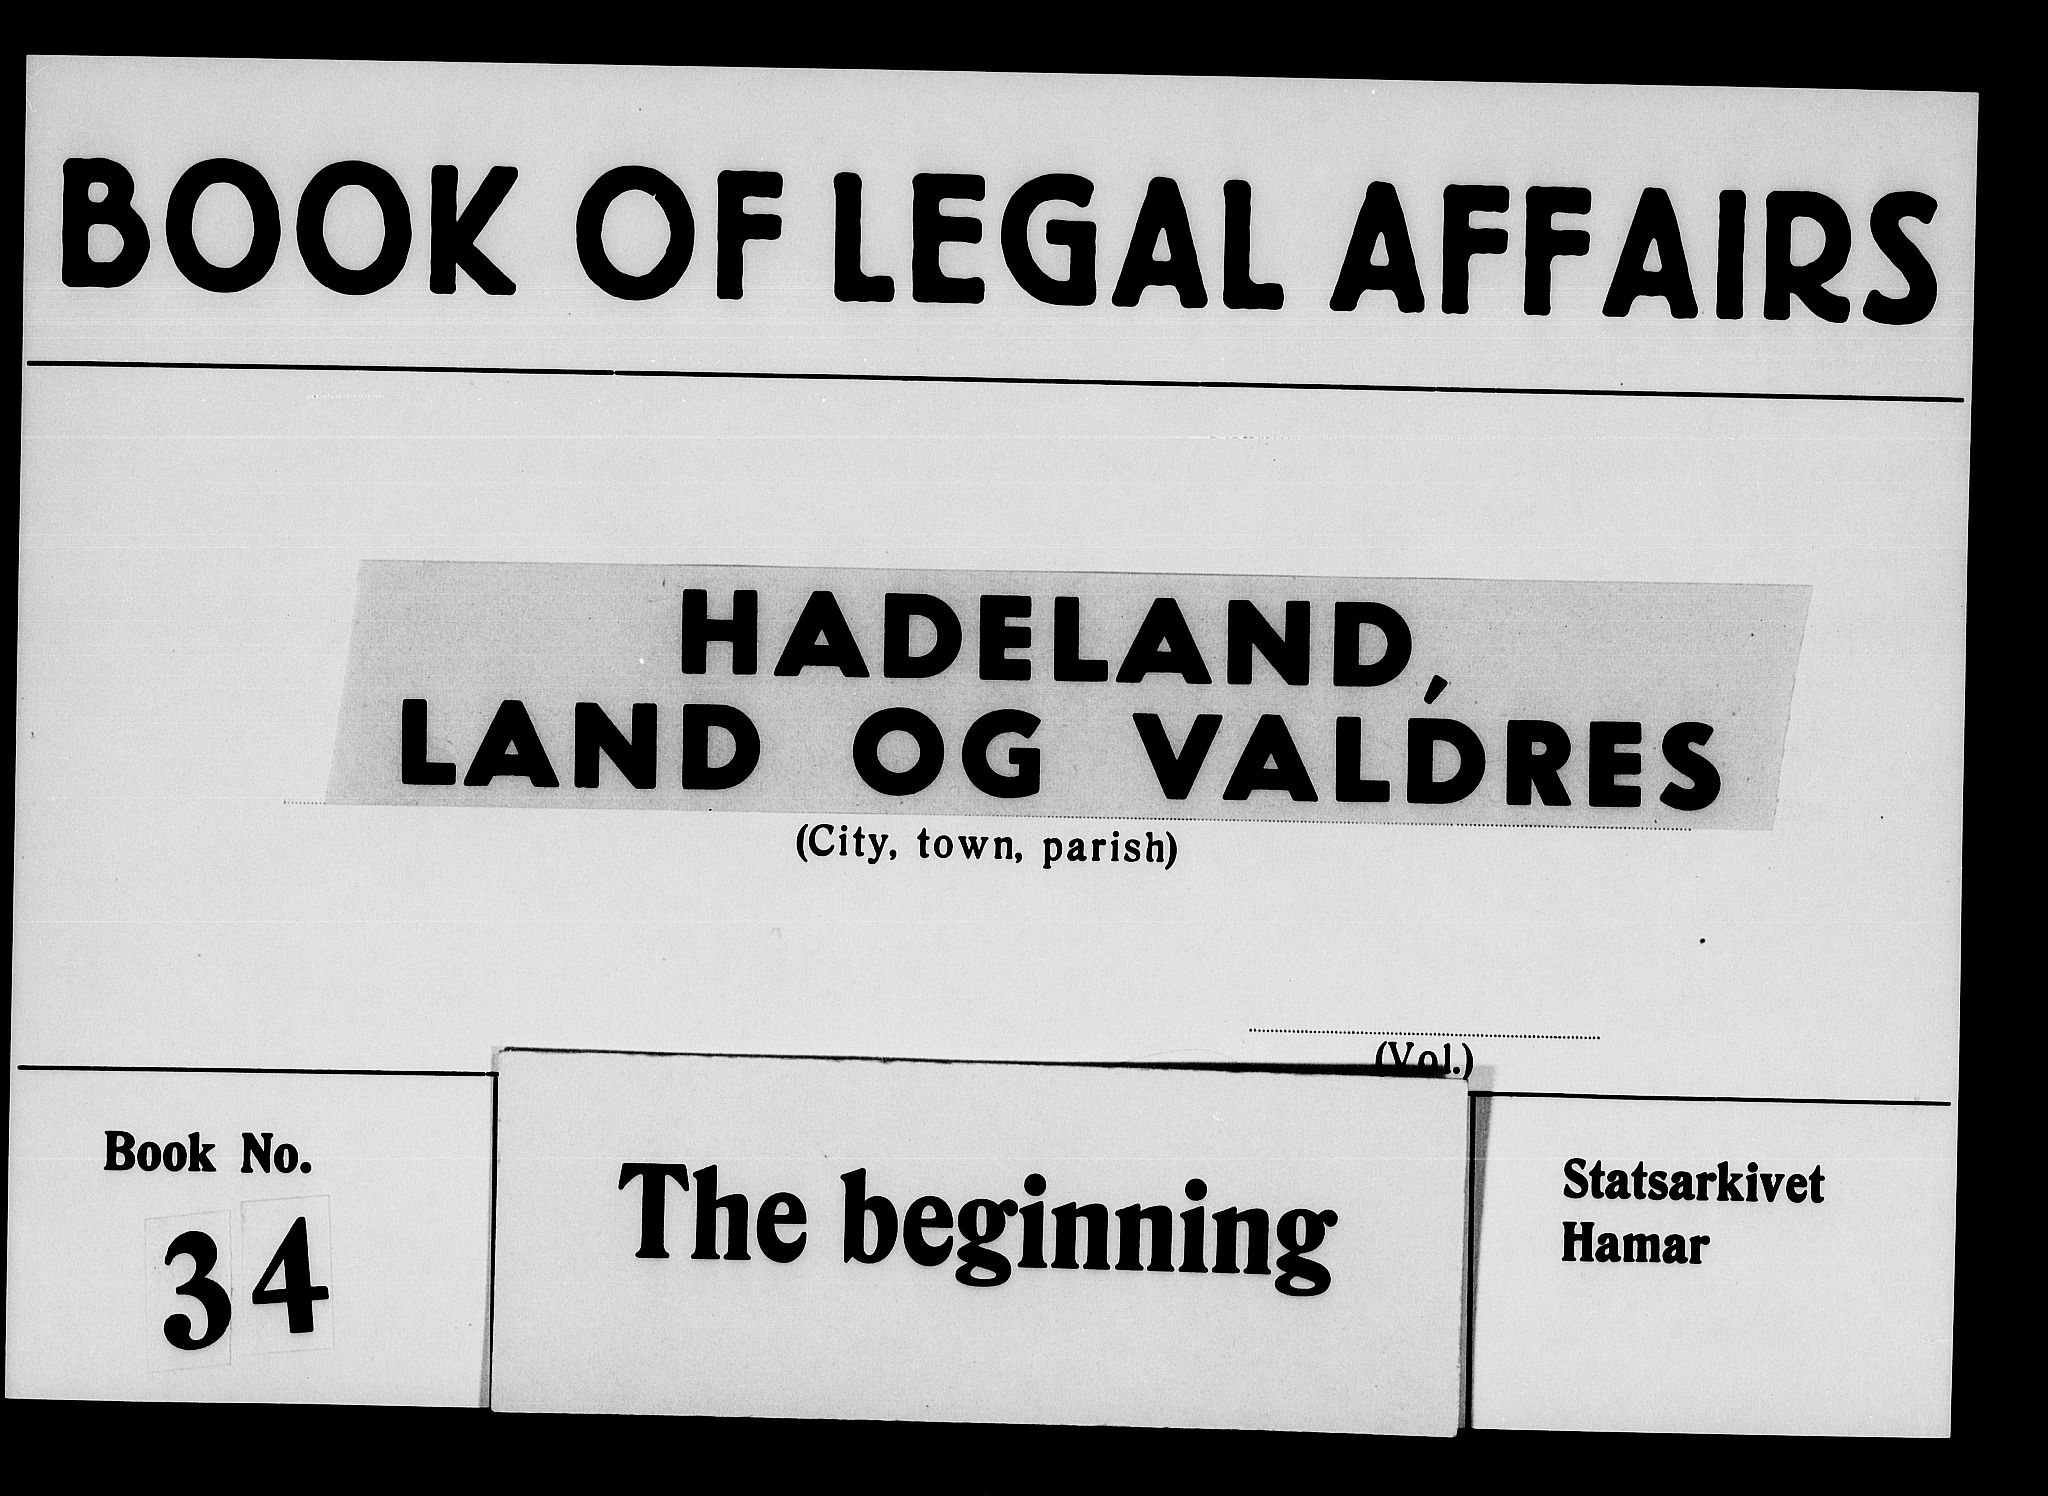 BOOK OF LEGAL AFFAIRS
HADELAND,
LAND OG VALDRES
(City, town, parish)
(Vol.)
Book No.
34
The beginning
Statsarkivet
Hamar